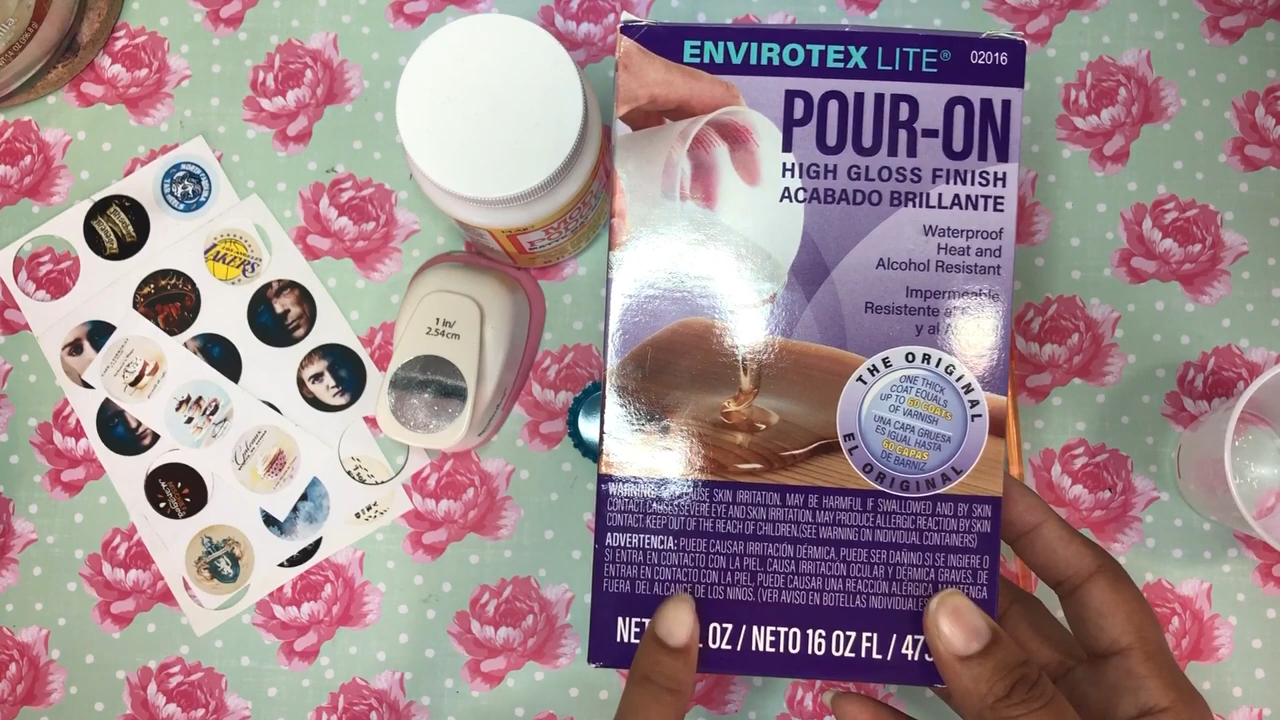 ENVIROTEX LITE® 02016
POUR-ON
HIGH GLOSS FINISH
ACABADO BRILLANTE
Waterproof
Heat and
Alcohol Resistant
Impermeable
Resistente
y al
THE ORIGINAL
ONE THICK
COAT EQUALS
UP TO 60 COATS
OF VARNISH
UNA CAPA GRUESA
ES IGUAL HASTA
60 CAPAS
DE BARNIZ
EL ORIGINAL
WARNING: MAY CAUSE SKIN IRRITATION. MAY BE HARMFUL IF SWALLOWED AND BY SKIN
CONTACT. CAUSES SEVERE EYE AND SKIN IRRITATION. MAY PRODUCE ALLERGIC REACTION BY SKIN
CONTACT. KEEP OUT OF THE REACH OF CHILDREN.(SEE WARNING ON INDIVIDUAL CONTAINERS)
ADVERTENCIA: PUEDE CAUSAR IRRITACIÓN DÉRMICA, PUEDE SER DAÑINO SI SE INGIERE O
SI ENTRA EN CONTACTO CON LA PIEL. CAUSA IRRITACIÓN OCULAR Y DÉRMICA GRAVES. DE
ENTRAR EN CONTACTO CON LA PIEL, PUEDE CAUSAR UNA REACCIÓN ALÉRGICA. MANTENGA
FUERA DEL ALCANCE DE LOS NIÑOS. (VER AVISO EN BOTELLAS INDIVIDUALES
OZ / NETO 16 OZ FL /
1 in/
2.54cm
LAKERS